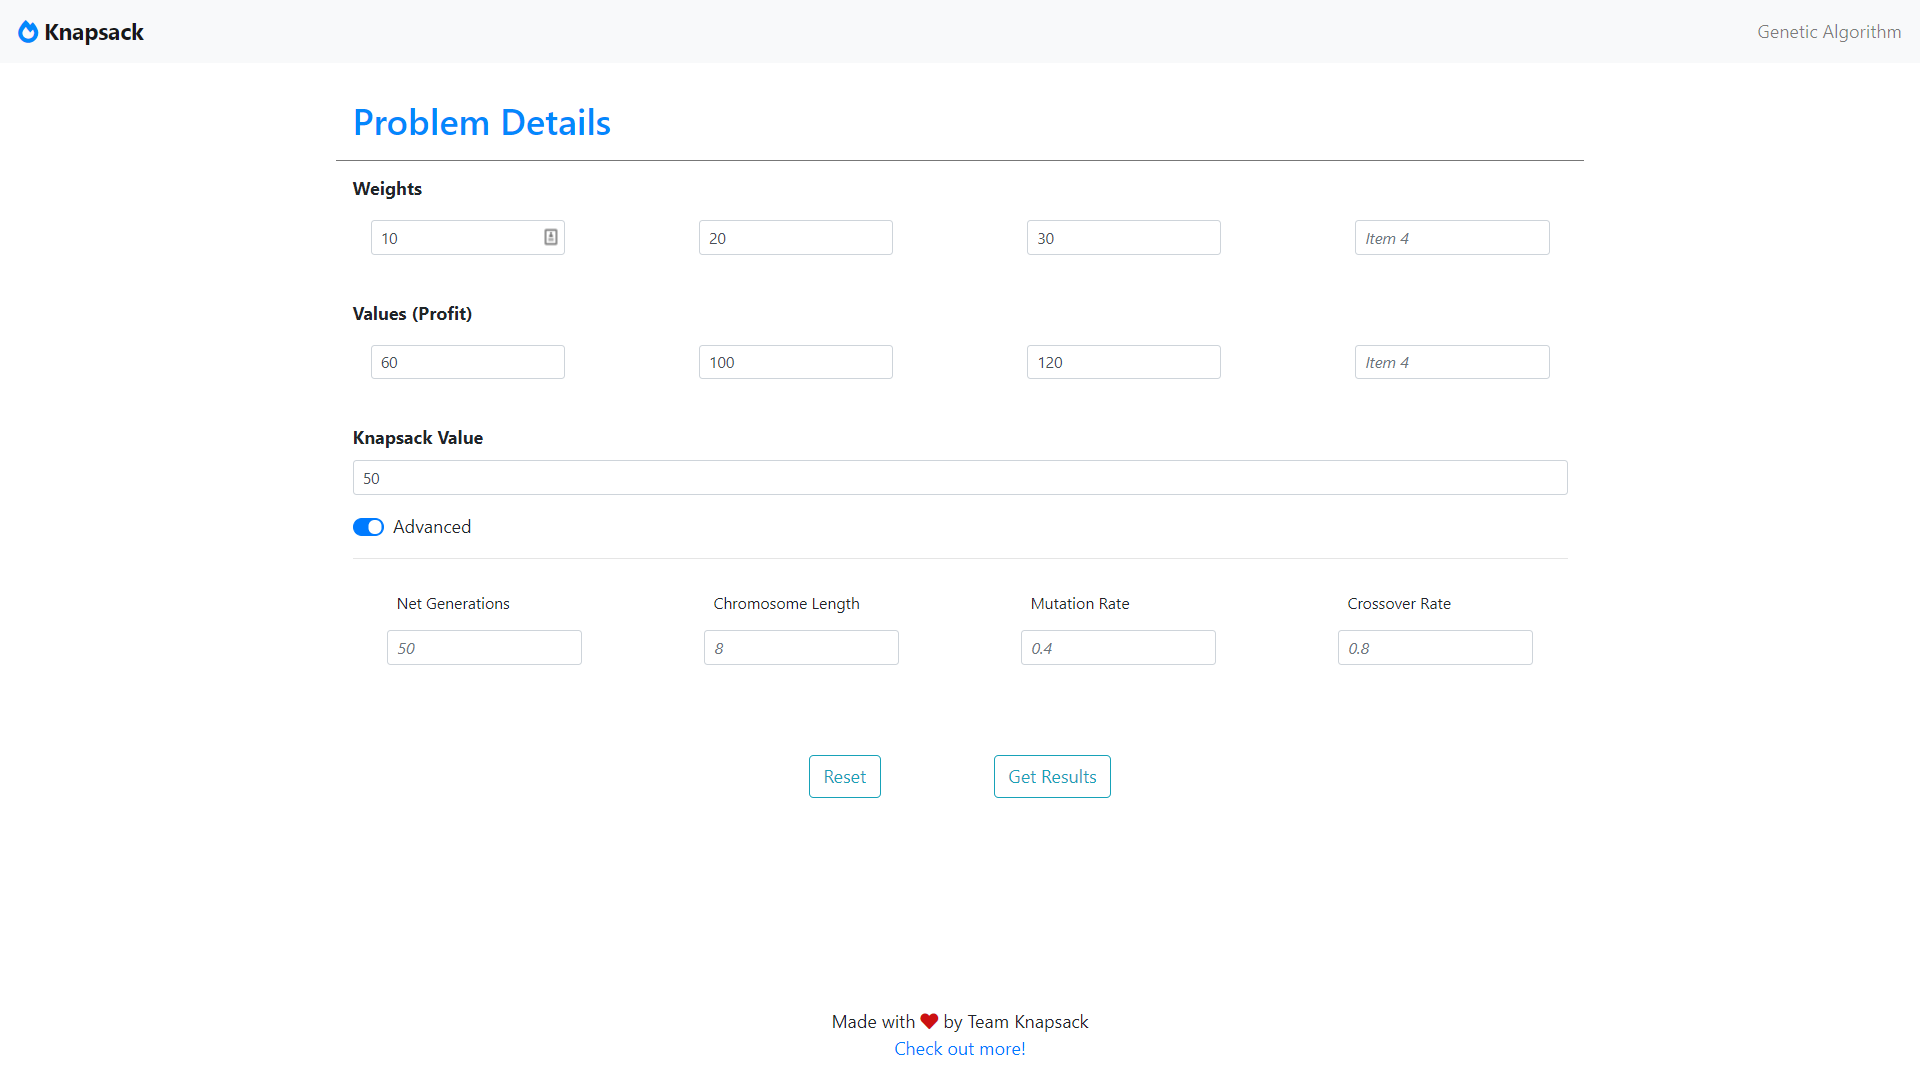 Knapsack
Genetic Algorithm
Problem Details
Weights
10
20
30
Item 4
Values (Profit)
60
100
120
Item 4
Knapsack Value
50
Advanced
Net Generations
Chromosome Length
Mutation Rate
Crossover Rate
50
8
0.4
0.8
Reset
Get Results
Made with ❤ by Team Knapsack
Check out more!